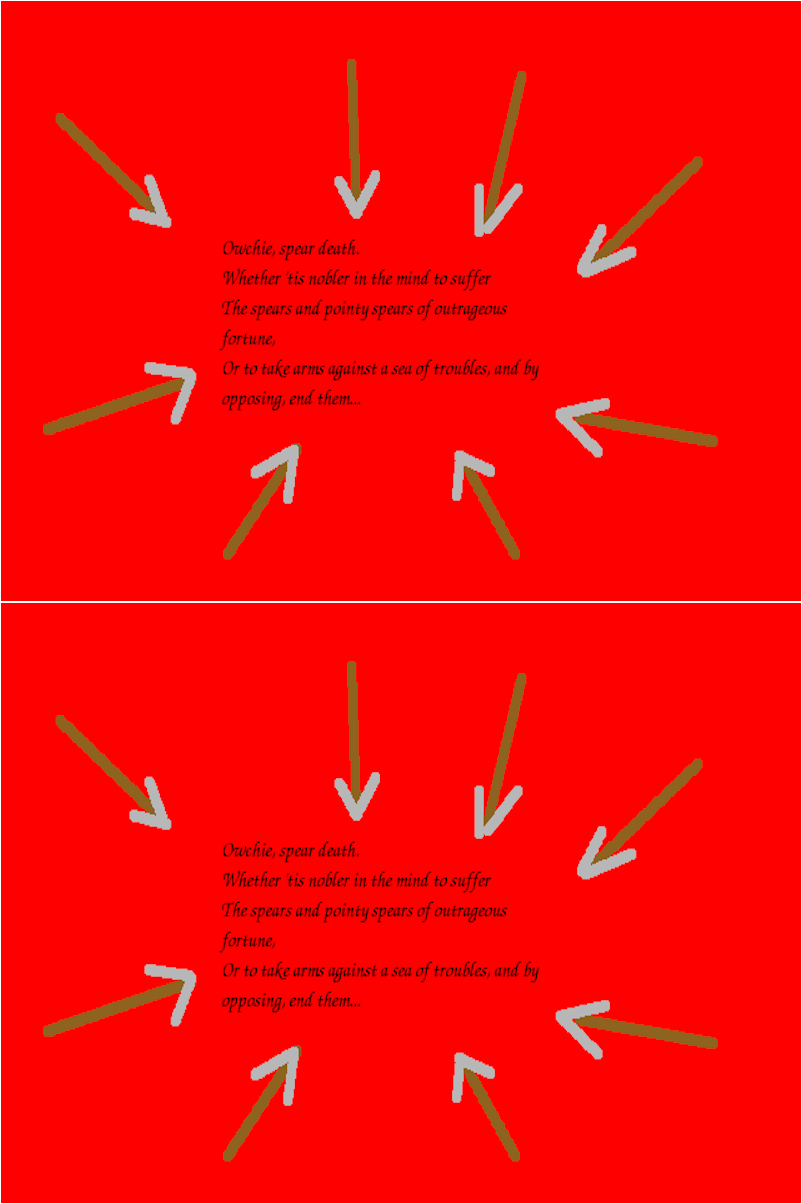 Owchie, spear death.
Whether 'tis nobler in the mind to suffer
The spears and pointy spears of outrageous
fortune,
Or to take arms against a sea of troubles, and by
opposing, end them...
Owchie, spear death.
Whether 'tis nobler in the mind to suffer
The spears and pointy spears of outrageous
fortune,
Or to take arms against a sea of troubles, and by
opposing, end them...